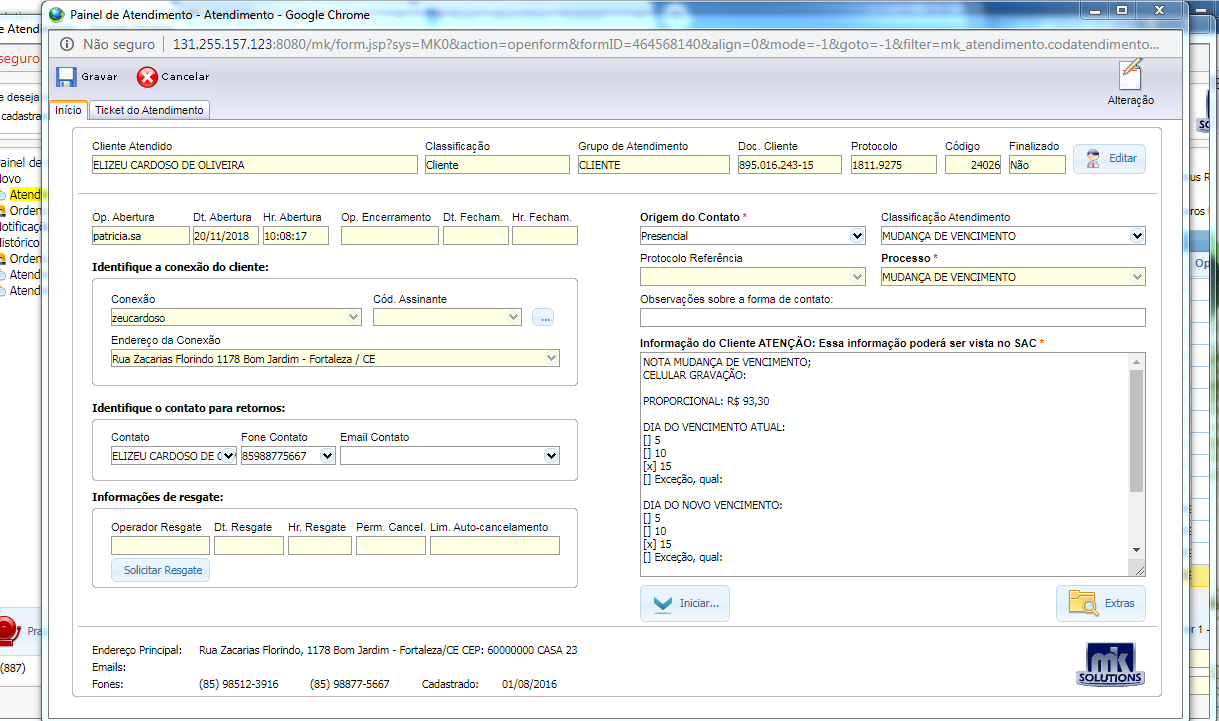 Painel de Atendimento - Atendimento - Google Chrome
Não seguro
131.255.157.123:8080/mk/form.jsp?sys=MK0&action=openform&formID=464568140&align=0&mode=-1&goto=-1&filter=mk_atendimento.codatendimento...
Gravar
Cancelar
Alteração
Início
Ticket do Atendimento
Cliente Atendido
Classificação
Grupo de Atendimento
Doc. Cliente
Protocolo
Código
Finalizado
ELIZEU CARDOSO DE OLIVEIRA
Cliente
CLIENTE
895.016.243-15
1811.9275
24026
Não
Editar
Op. Abertura
Dt. Abertura
Hr. Abertura
Op. Encerramento
Dt. Fecham.
Hr. Fecham.
patricia.sa
20/11/2018
10:08:17
Origem do Contato *
Classificação Atendimento
Presencial
MUDANÇA DE VENCIMENTO
Protocolo Referência
Processo *
MUDANÇA DE VENCIMENTO
Identifique a conexão do cliente:
Conexão
Cód. Assinante
zeucardoso
...
Endereço da Conexão
Rua Zacarias Florindo 1178 Bom Jardim - Fortaleza / CE
Observações sobre a forma de contato:
Informação do Cliente ATENÇÃO: Essa informação poderá ser vista no SAC *
NOTA MUDANÇA DE VENCIMENTO;
CELULAR GRAVAÇÃO:
PROPORCIONAL: R$ 93,30
DIA DO VENCIMENTO ATUAL:
[] 5
[] 10
[x] 15
[] Exceção, qual:
DIA DO NOVO VENCIMENTO:
[] 5
[] 10
[x] 15
[] Exceção, qual:
Identifique o contato para retornos:
Contato
Fone Contato
Email Contato
ELIZEU CARDOSO DE
85988775667
Informações de resgate:
Operador Resgate
Dt. Resgate
Hr. Resgate
Perm. Cancel.
Lim. Auto-cancelamento
Solicitar Resgate
Iniciar...
Extras
Endereço Principal:
Rua Zacarias Florindo, 1178 Bom Jardim - Fortaleza/CE CEP: 60000000 CASA 23
Emails:
Fones:
(85) 98512-3916
(85) 98877-5667
Cadastrado:
01/08/2016
mk
SOLUTIONS
e Atend
seguro
e deseja
cadastra
ainel de
ovo
Atend
Orden
otificaçã
istórico
Orden
Atend
Atend
Pra
(887)
us R
ros
Op
r 1 -